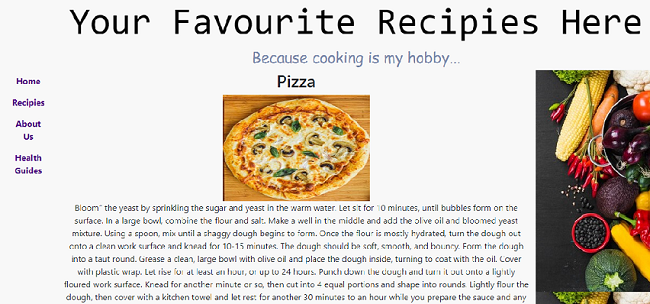 Your Favourite Recipies Here
Because cooking is my hobby...
Home
Recipies
About
Us
Health
Guides
Pizza
Bloom" the yeast by sprinkling the sugar and yeast in the warm water. Let sit for 10 minutes, until bubbles form on the
surface. In a large bowl, combine the flour and salt. Make a well in the middle and add the olive oil and bloomed yeast
mixture. Using a spoon, mix until a shaggy dough begins to form. Once the flour is mostly hydrated, turn the dough out
onto a clean work surface and knead for 10-15 minutes. The dough should be soft, smooth, and bouncy. Form the dough
into a taut round. Grease a clean, large bowl with olive oil and place the dough inside, turning to coat with the oil. Cover
with plastic wrap. Let rise for at least an hour, or up to 24 hours. Punch down the dough and turn it out onto a lightly
floured work surface. Knead for another minute or so, then cut into 4 equal portions and shape into rounds. Lightly flour the
dough, then cover with a kitchen towel and let rest for another 30 minutes to an hour while you prepare the sauce and any